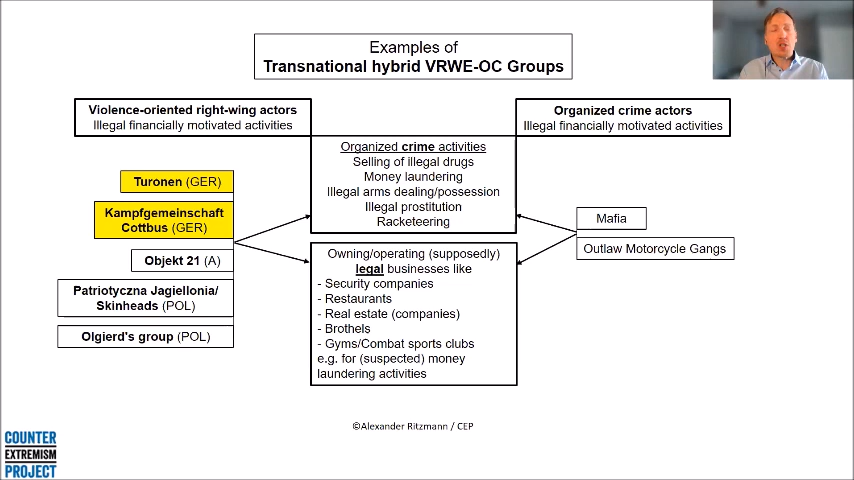 Examples of
Transnational hybrid VRWE-OC Groups
Violence-oriented right-wing actors
Illegal financially motivated activities
Organized crime actors
Illegal financially motivated activities
Organized crime activities
Selling of illegal drugs
Money laundering
Illegal arms dealing/possession
Illegal prostitution
Racketeering
Turonen (GER)
Kampfgemeinschaft
Cottbus (GER)
Objekt 21 (A)
Patriotyczna Jagiellonia/
Skinheads (POL)
Olgierd's group (POL)
Mafia
Outlaw Motorcycle Gangs
Owning/operating (supposedly)
legal businesses like
- Security companies
- Restaurants
- Real estate (companies)
- Brothels
- Gyms/Combat sports clubs
e.g. for (suspected) money
laundering activities
©Alexander Ritzmann / CEP
COUNTER
EXTREMISM
PROJECT